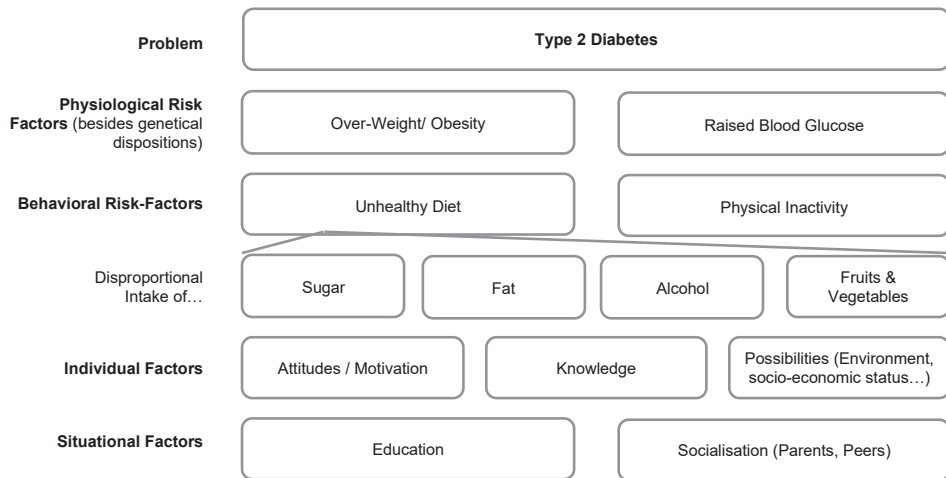 Problem
Type 2 Diabetes
Physiological Risk
Factors (besides genetical
dispositions)
Over-Weight/ Obesity
Raised Blood Glucose
Behavioral Risk-Factors
Unhealthy Diet
Physical Inactivity
Disproportional
Intake of…
Sugar
Fat
Alcohol
Fruits &
Vegetables
Individual Factors
Attitudes / Motivation
Knowledge
Possibilities (Environment,
socio-economic status…)
Situational Factors
Education
Socialisation (Parents, Peers)